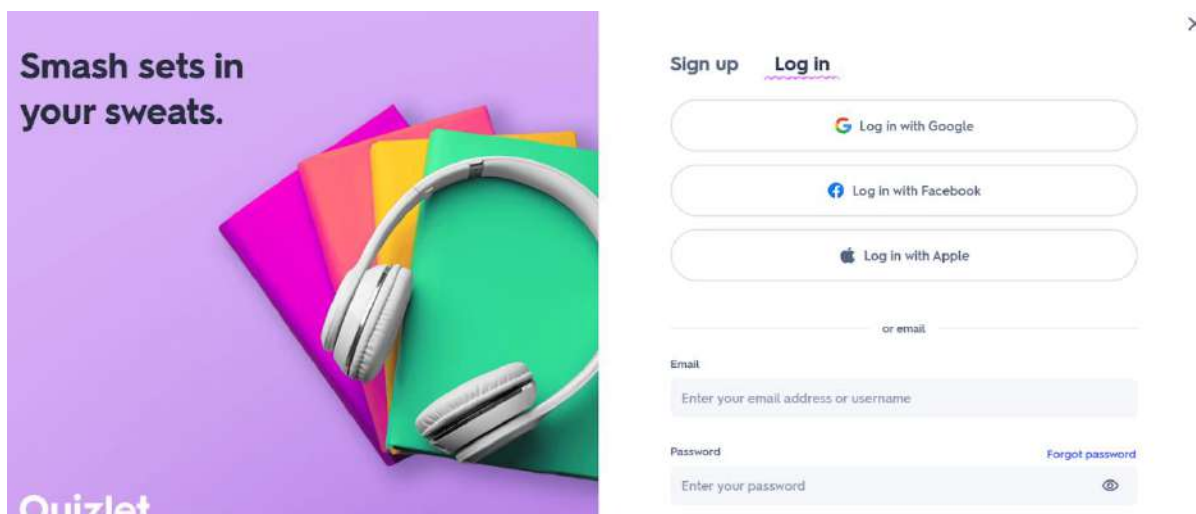 Smash sets in
your sweats.
Quizlet
Sign up Log in
Log in with Google
Log in with Facebook
Log in with Apple
or email
Email
Enter your email address or username
Password Forgot password
Enter your password